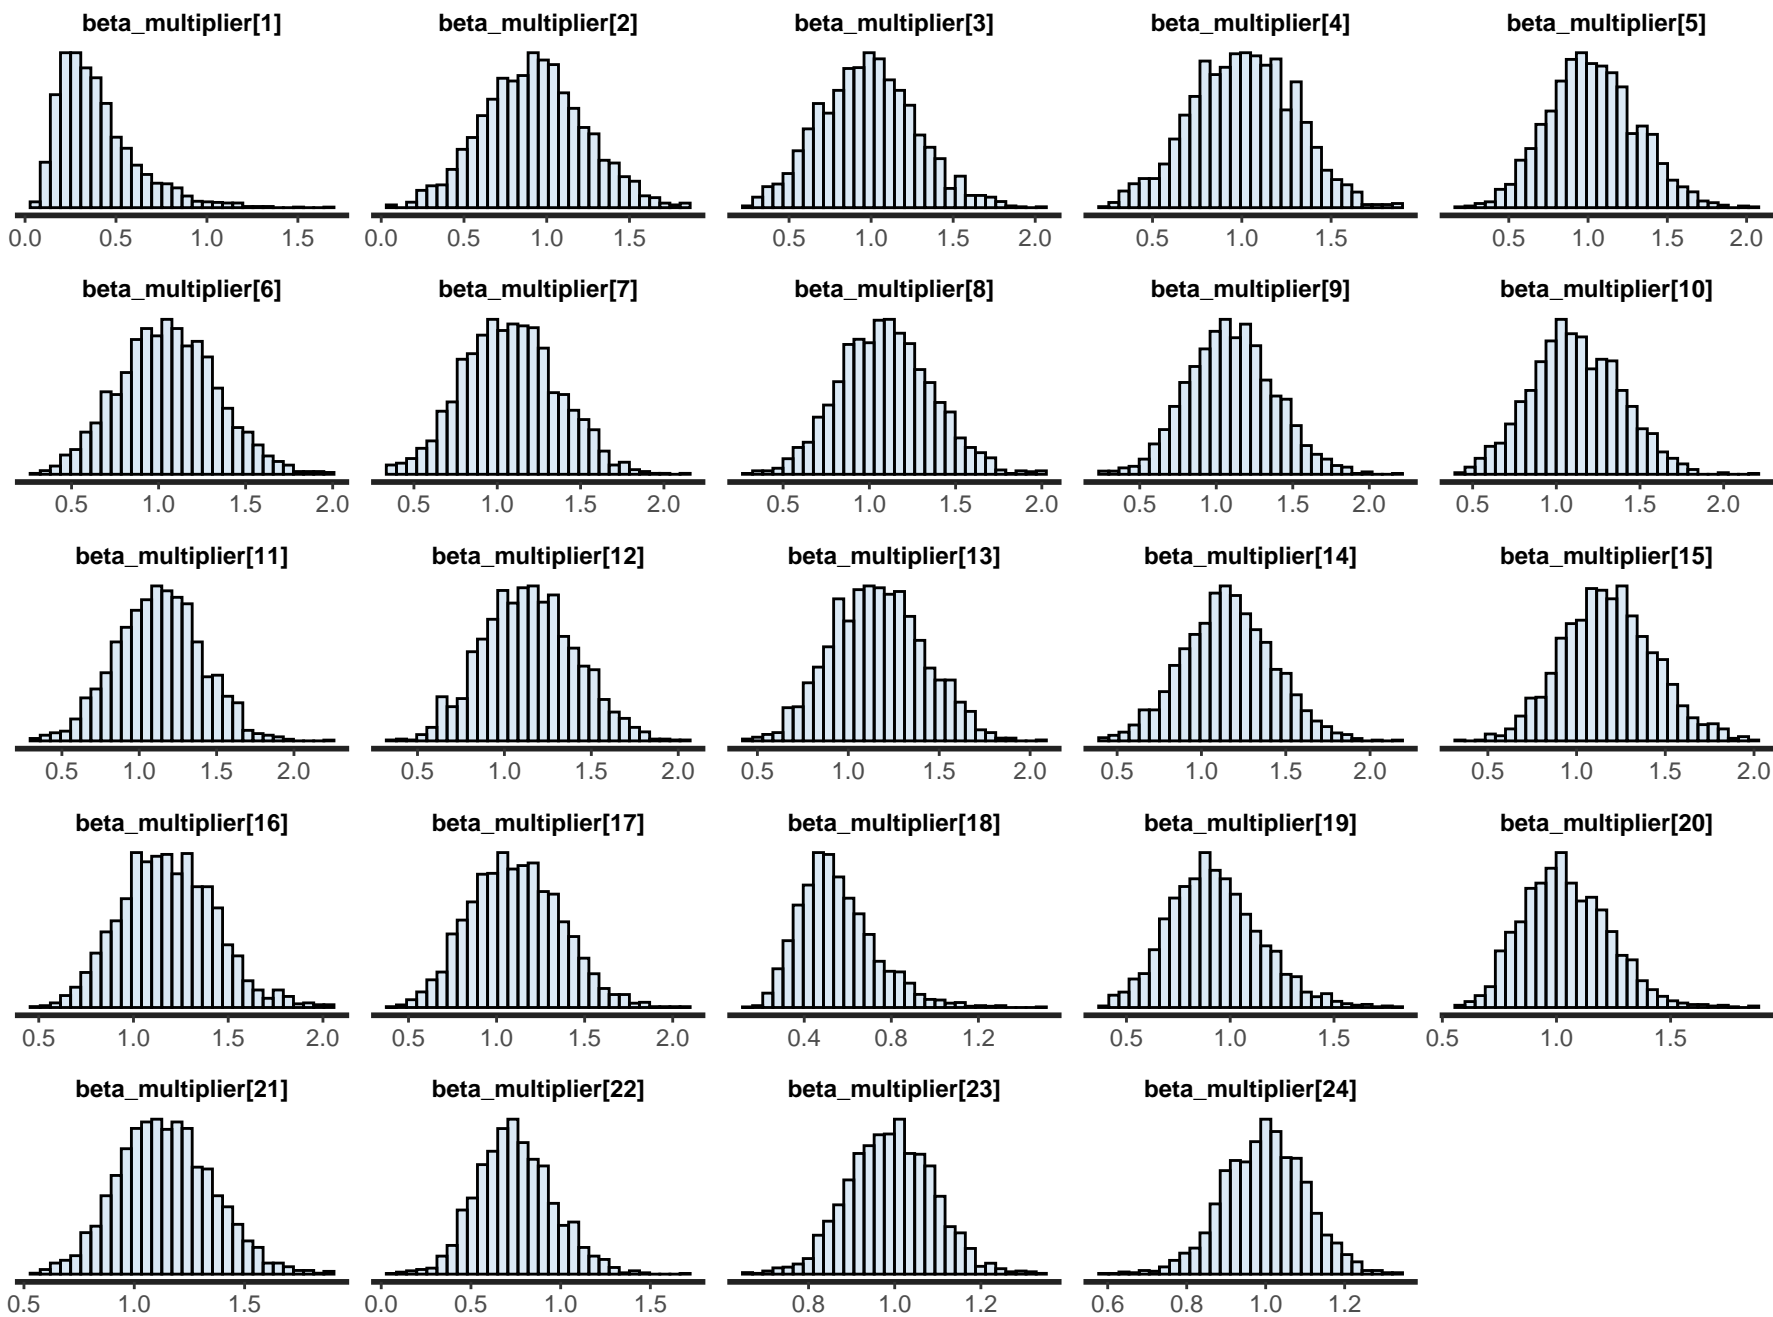 beta_multiplier[1] beta_multiplier[2] beta_multiplier[3] beta_multiplier[4] beta_multiplier[5]
0.0 0.5 1.0 1.5 0.0 0.5 1.0 1.5 0.5 1.0 1.5 2.0 0.5 1.0 1.5 0.5 1.0 1.5 2.0
beta_multiplier[6] beta_multiplier[7] beta_multiplier[8] beta_multiplier[9] beta_multiplier[10]
0.5 1.0 1.5 2.0 0.5 1.0 1.5 2.0 0.5 1.0 1.5 2.0 0.5 1.0 1.5 2.0 0.5 1.0 1.5 2.0
beta_multiplier[11] beta_multiplier[12] beta_multiplier[13] beta_multiplier[14] beta_multiplier[15]
0.5 1.0 1.5 2.0 0.5 1.0 1.5 2.0 0.5 1.0 1.5 2.0 0.5 1.0 1.5 2.0 0.5 1.0 1.5 2.0
beta_multiplier[16] beta_multiplier[17] beta_multiplier[18] beta_multiplier[19] beta_multiplier[20]
0.5 1.0 1.5 2.0 0.5 1.0 1.5 2.0 0.4 0.8 1.2 0.5 1.0 1.5 0.5 1.0 1.5
beta_multiplier[21] beta_multiplier[22] beta_multiplier[23] beta_multiplier[24]
0.5 1.0 1.5 0.0 0.5 1.0 1.5 0.8 1.0 1.2 0.6 0.8 1.0 1.2